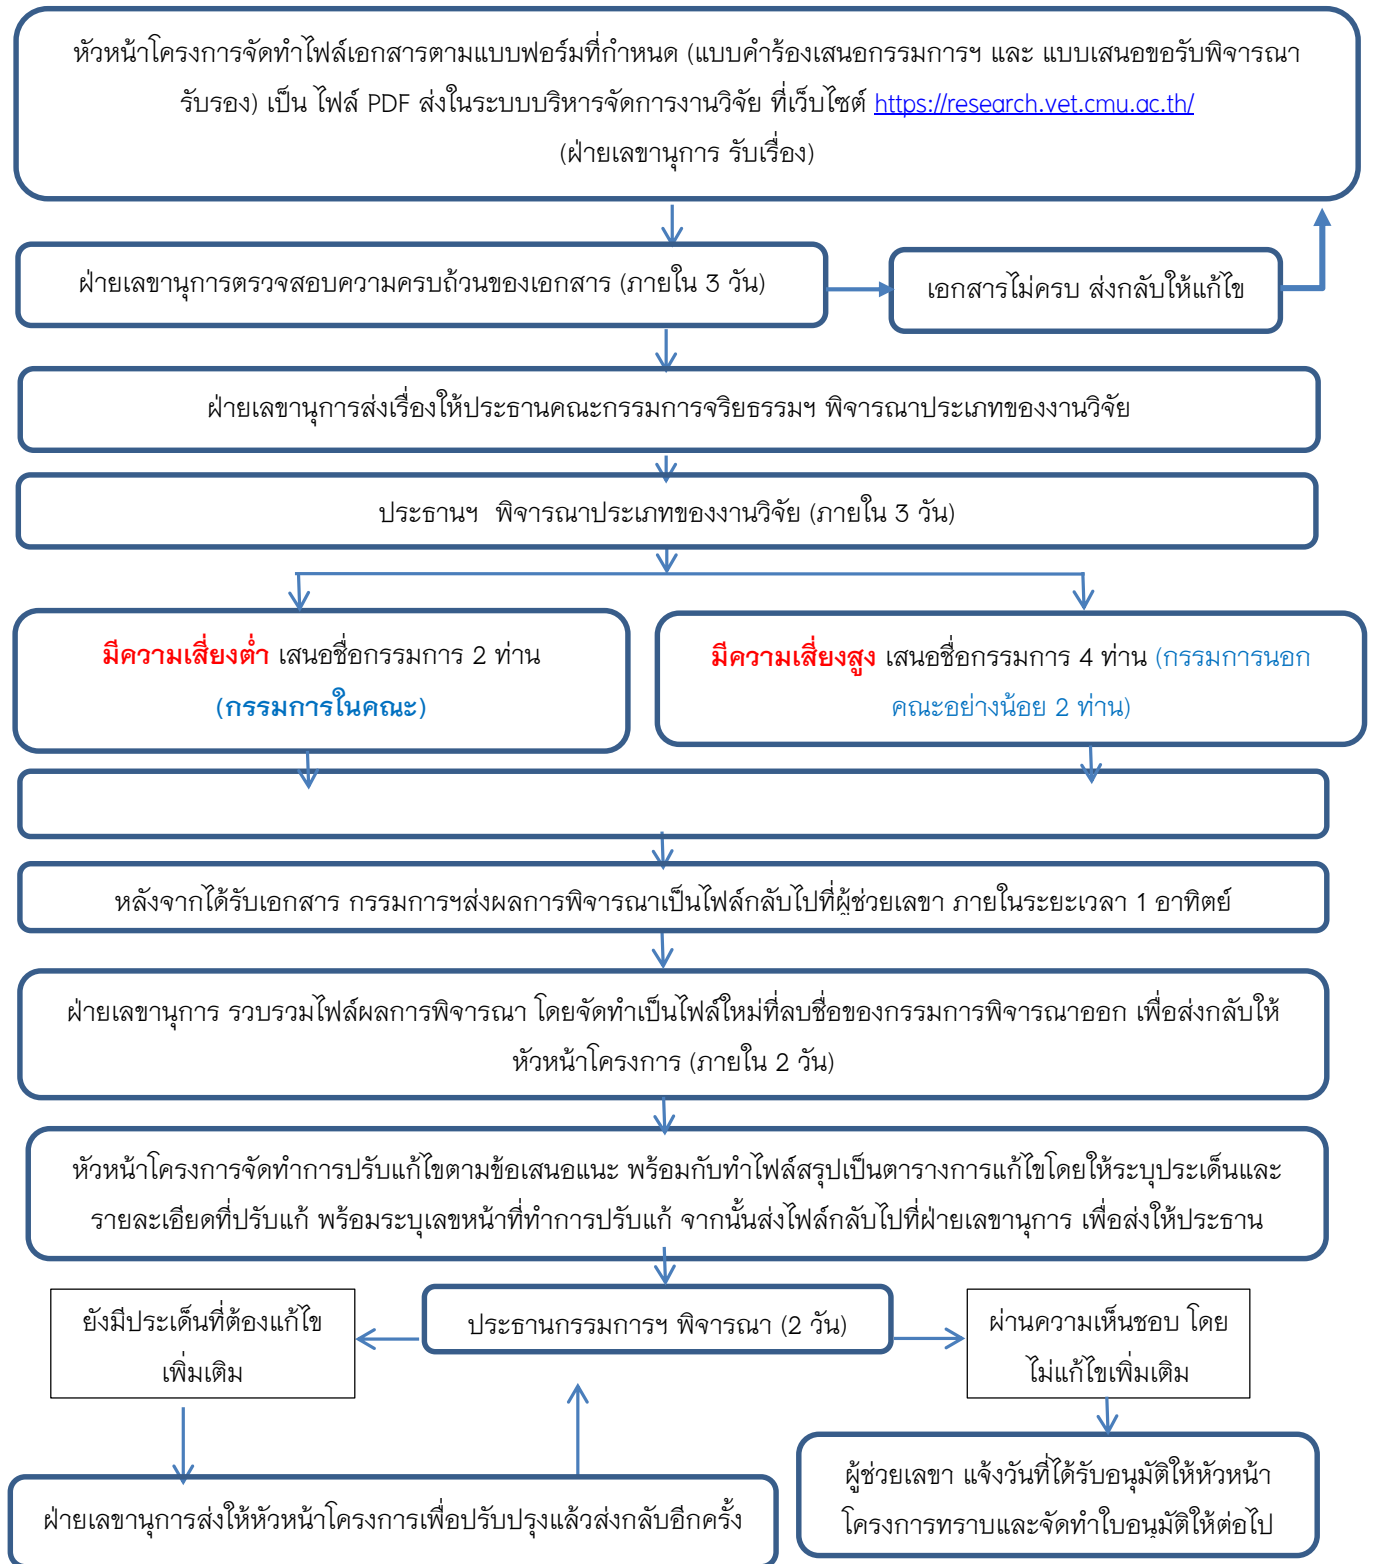 หัวหน้าโครงการจัดทำไฟล์เอกสารตามแบบฟอร์มที่กำหนด (แบบคำร้องเสนอกรรมการฯ และ แบบเสนอขอรับพิจารณา
รับรอง) เป็น ไฟล์ PDF ส่งในระบบบริหารจัดการงานวิจัย ที่เว็บไซต์ https://research.vet.cmu.ac.th/
(ฝ่ายเลขานุการ รับเรื่อง)
ฝ่ายเลขานุการตรวจสอบความครบถ้วนของเอกสาร (ภายใน 3 วัน)
เอกสารไม่ครบ ส่งกลับให้แก้ไข
ฝ่ายเลขานุการส่งเรื่องให้ประธานคณะกรรมการจริยธรรมฯ พิจารณาประเภทของงานวิจัย
ประธานฯ พิจารณาประเภทของงานวิจัย (ภายใน 3 วัน)
มีความเสี่ยงต่ำ เสนอชื่อกรรมการ 2 ท่าน
(กรรมการในคณะ)
มีความเสี่ยงสูง เสนอชื่อกรรมการ 4 ท่าน (กรรมการนอก
คณะอย่างน้อย 2 ท่าน)
หลังจากได้รับเอกสาร กรรมการฯส่งผลการพิจารณาเป็นไฟล์กลับไปที่ผู้ช่วยเลขา ภายในระยะเวลา 1 อาทิตย์
ฝ่ายเลขานุการ รวบรวมไฟล์ผลการพิจารณา โดยจัดทำเป็นไฟล์ใหม่ที่ลบชื่อของกรรมการพิจารณาออก เพื่อส่งกลับให้
หัวหน้าโครงการ (ภายใน 2 วัน)
หัวหน้าโครงการจัดทำการปรับแก้ไขตามข้อเสนอแนะ พร้อมกับทำไฟล์สรุปเป็นตารางการแก้ไขโดยให้ระบุประเด็นและ
รายละเอียดที่ปรับแก้ พร้อมระบุเลขหน้าที่ทำการปรับแก้ จากนั้นส่งไฟล์กลับไปที่ฝ่ายเลขานุการ เพื่อส่งให้ประธาน
ยังมีประเด็นที่ต้องแก้ไข
เพิ่มเติม
ประธานกรรมการฯ พิจารณา (2 วัน)
ผ่านความเห็นชอบ โดย
ไม่แก้ไขเพิ่มเติม
ฝ่ายเลขานุการส่งให้หัวหน้าโครงการเพื่อปรับปรุงแล้วส่งกลับอีกครั้ง
ผู้ช่วยเลขา แจ้งวันที่ได้รับอนุมัติให้หัวหน้า
โครงการทราบและจัดทำใบอนุมัติให้ต่อไป